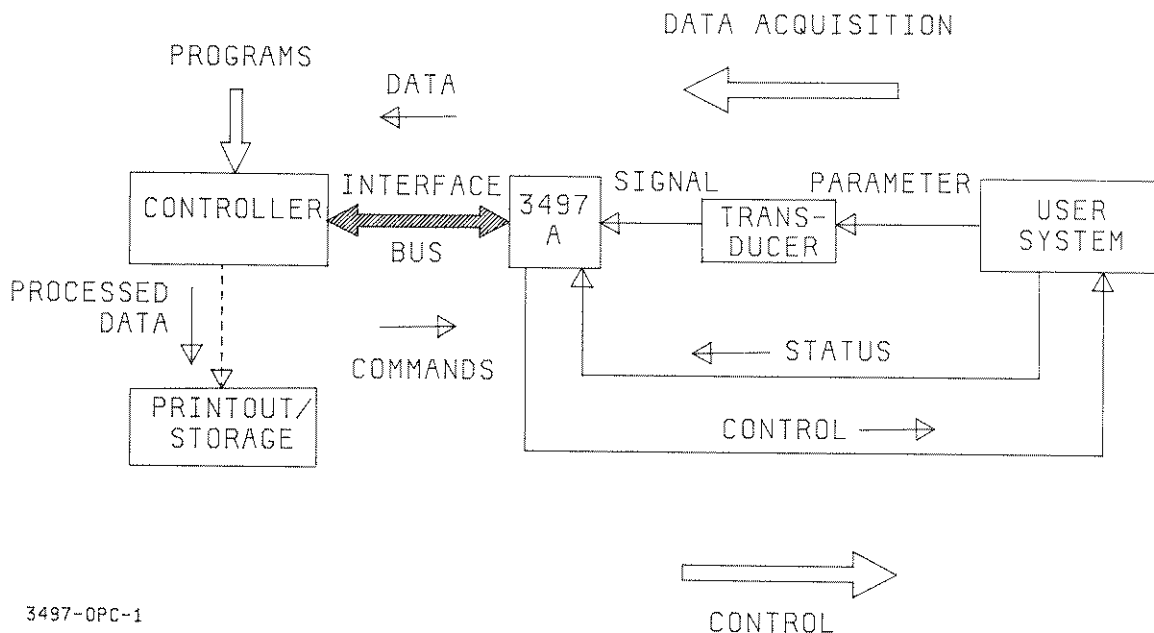 DATA ACQUISITION
PROGRAMS
DATA
INTERFACE
BUS
CONTROLLER
3497
A
SIGNAL
TRANS-
DUCER
PARAMETER
USER
SYSTEM
PROCESSED
DATA
COMMANDS
STATUS
PRINTOUT/
STORAGE
CONTROL
CONTROL
3497-OPC-1